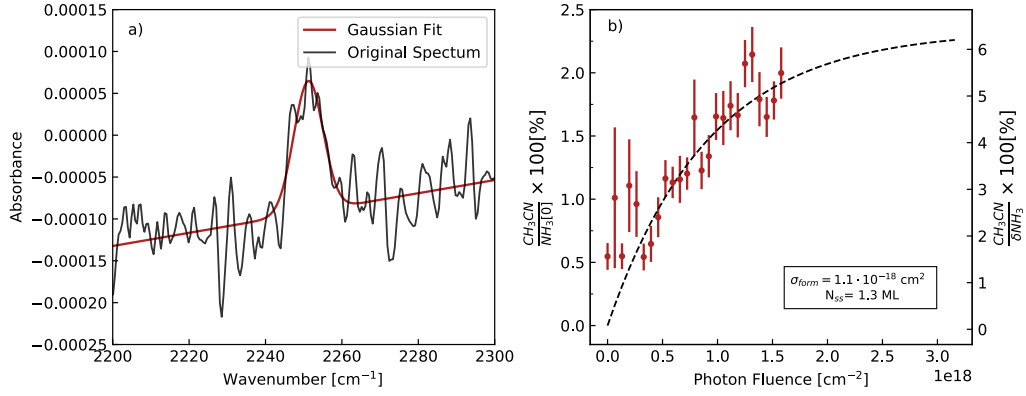 a)
Gaussian Fit
Original Spectum
0.00015
0.00010
0.00005
0.00000
−0.00005
−0.00010
−0.00015
−0.00020
−0.00025
Absorbance
2200 2220 2240 2260 2280 2300
Wavenumber [cm⁻¹]
b)
2.5
2.0
1.5
1.0
0.5
0.0
CH₃CN / NH₃[0] × 100[%]
6
5
4
3
2
1
0
CH₃CN / δNH₃ × 100[%]
σ_form = 1.1 · 10⁻¹⁸ cm²
N_ss= 1.3 ML
0.0 0.5 1.0 1.5 2.0 2.5 3.0
1e18
Photon Fluence [cm⁻²]